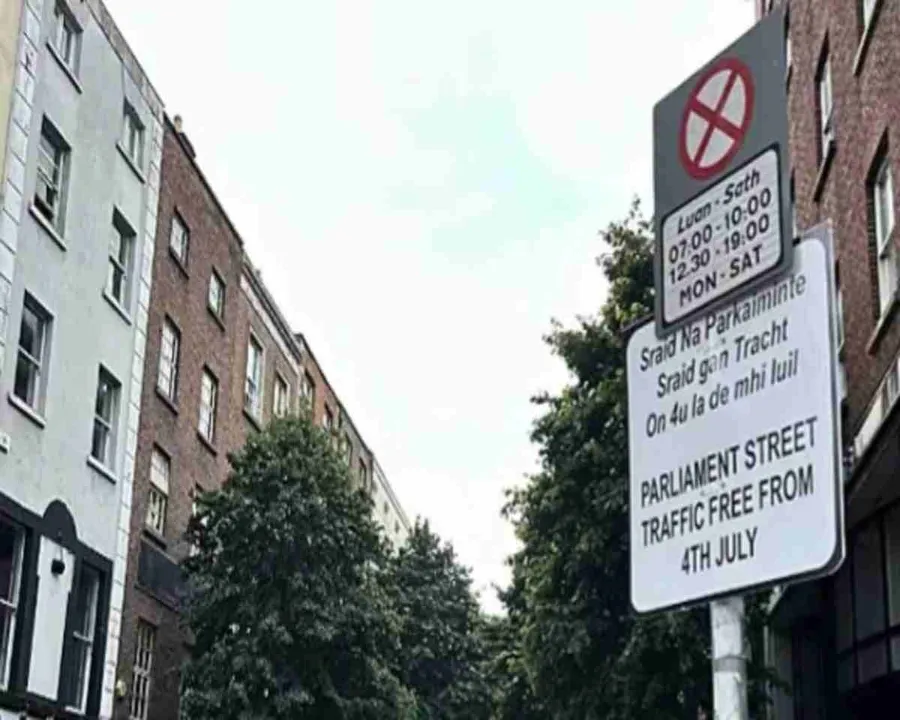 Luan - Sath
07:00 - 10:00
12.30 - 19:00
MON - SAT
Sraid Na Parkaiminte
Sraid gan Tracht
On 4u la de mhi Iuil
PARLIAMENT STREET
TRAFFIC FREE FROM
4TH JULY